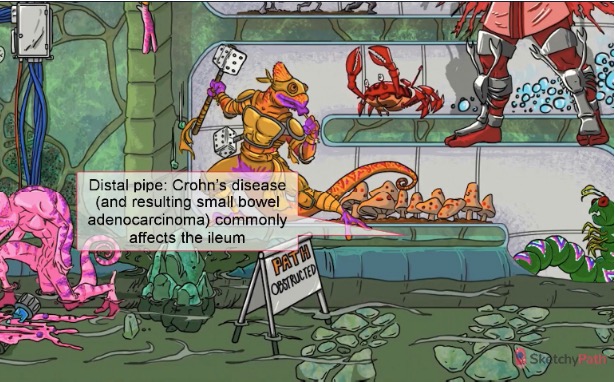 Distal pipe: Crohn's disease
(and resulting small bowel
adenocarcinoma) commonly
affects the ileum
PATH
OBSTRUCTED
SketchyPath